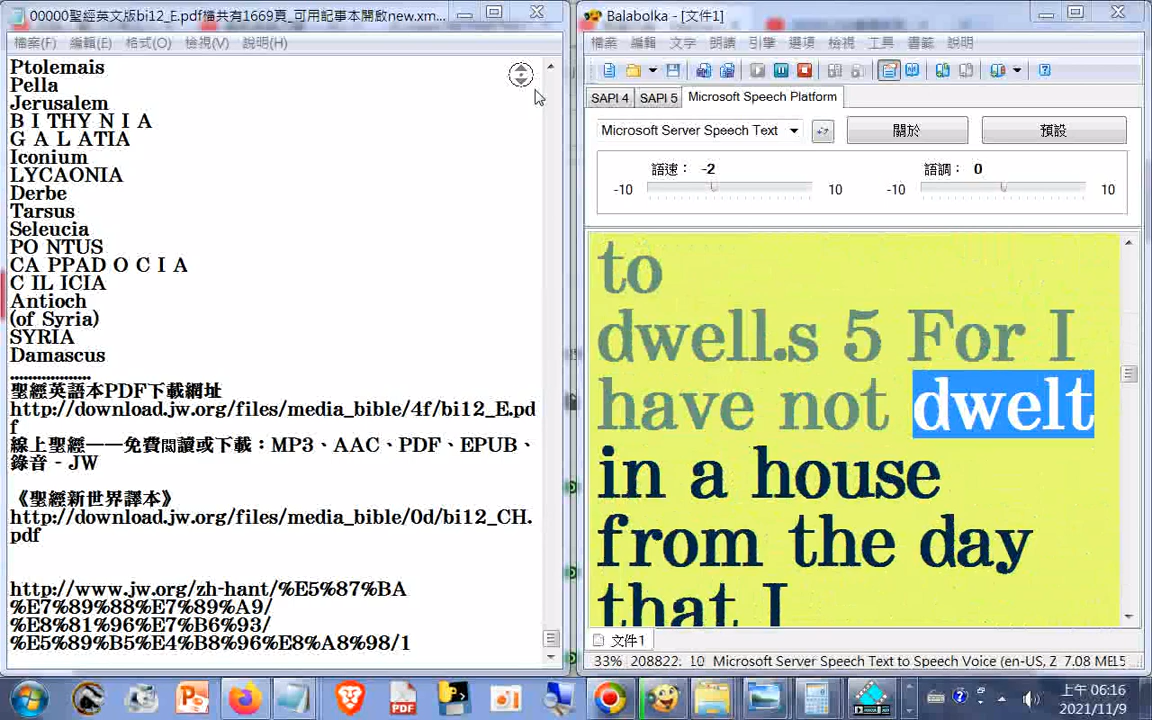 00000聖經英文版bi12_E.pdf檔共有1669頁_可用記事本開啟new.xm...
檔案(F) 編輯(E) 格式(O) 檢視(V) 說明(H)
Ptolemais
Pella
Jerusalem
B I THY N I A
G A L ATIA
Iconium
LYCAONIA
Derbe
Tarsus
Seleucia
PO NTUS
CA PPAD O C I A
C IL ICIA
Antioch
(of Syria)
SYRIA
Damascus
..................
聖經英語本PDF下載網址
http://download.jw.org/files/media_bible/4f/bi12_E.pd
f
線上聖經——免費閱讀或下載：MP3、AAC、PDF、EPUB、
錄音 - JW
《聖經新世界譯本》
http://download.jw.org/files/media_bible/0d/bi12_CH.
pdf
http://www.jw.org/zh-hant/%E5%87%BA
%E7%89%88%E7%89%A9/
%E8%81%96%E7%B6%93/
%E5%89%B5%E4%B8%96%E8%A8%98/1
Balabolka - [文件1]
檔案 編輯 文字 朗讀 引擎 選項 檢視 工具 書籤 說明
SAPI 4 SAPI 5 Microsoft Speech Platform
Microsoft Server Speech Text 關於 預設
語速： -2 語調： 0
-10 10 -10 10
to
dwell.s 5 For I
have not dwelt
in a house
from the day
that I
文件1
33% 208822: 10 Microsoft Server Speech Text to Speech Voice (en-US, Z 7.08 ME15
PDF
上午 06:16
2021/11/9